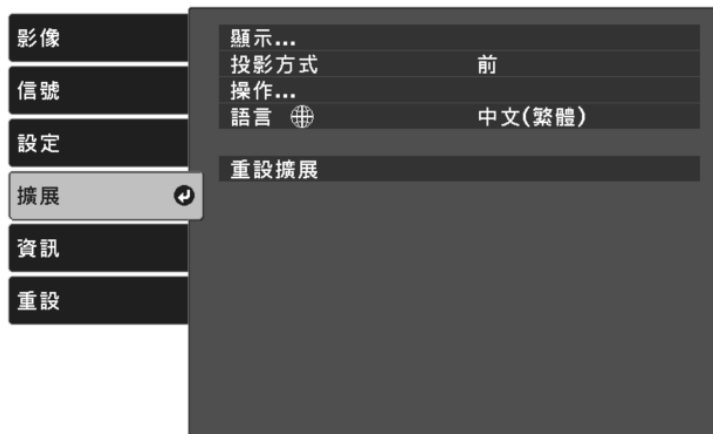 影像
信號
設定
擴展
資訊
重設
顯示...
投影方式 前
操作...
語言 中文(繁體)
重設擴展